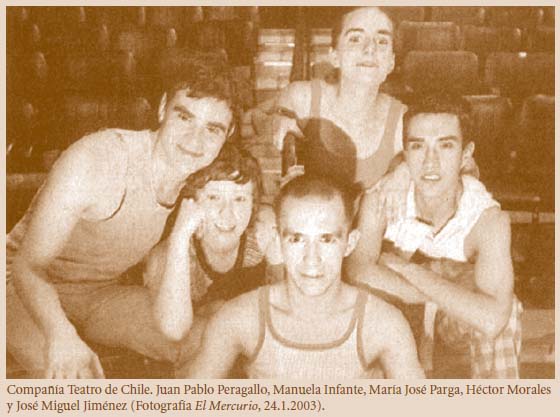 Compañía Teatro de Chile. Juan Pablo Peragallo, Manuela Infante, María José Parga, Héctor Morales
y José Miguel Jiménez (Fotografía El Mercurio, 24.1.2003).